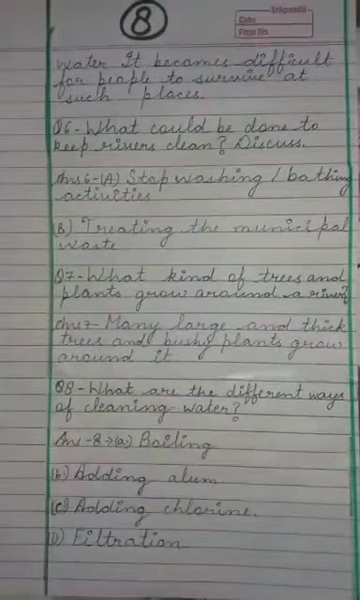 8
Date
Page No.
water It becomes difficult
for people to survive at
such places.
Q6-What could be done to
keep rivers clean? Discuss.
Ans6-(A) Stop washing / bathing
activities
B) Treating the municipal
waste
Q7-What kind of trees and
plants grow around a river?
Ans7- Many large and thick
trees and bushy plants grow
around it.
Q8-What are the different ways
of cleaning water?
Ans-8→(a) Boiling
(b) Adding alum
(c) Adding chlorine.
D) Filtration